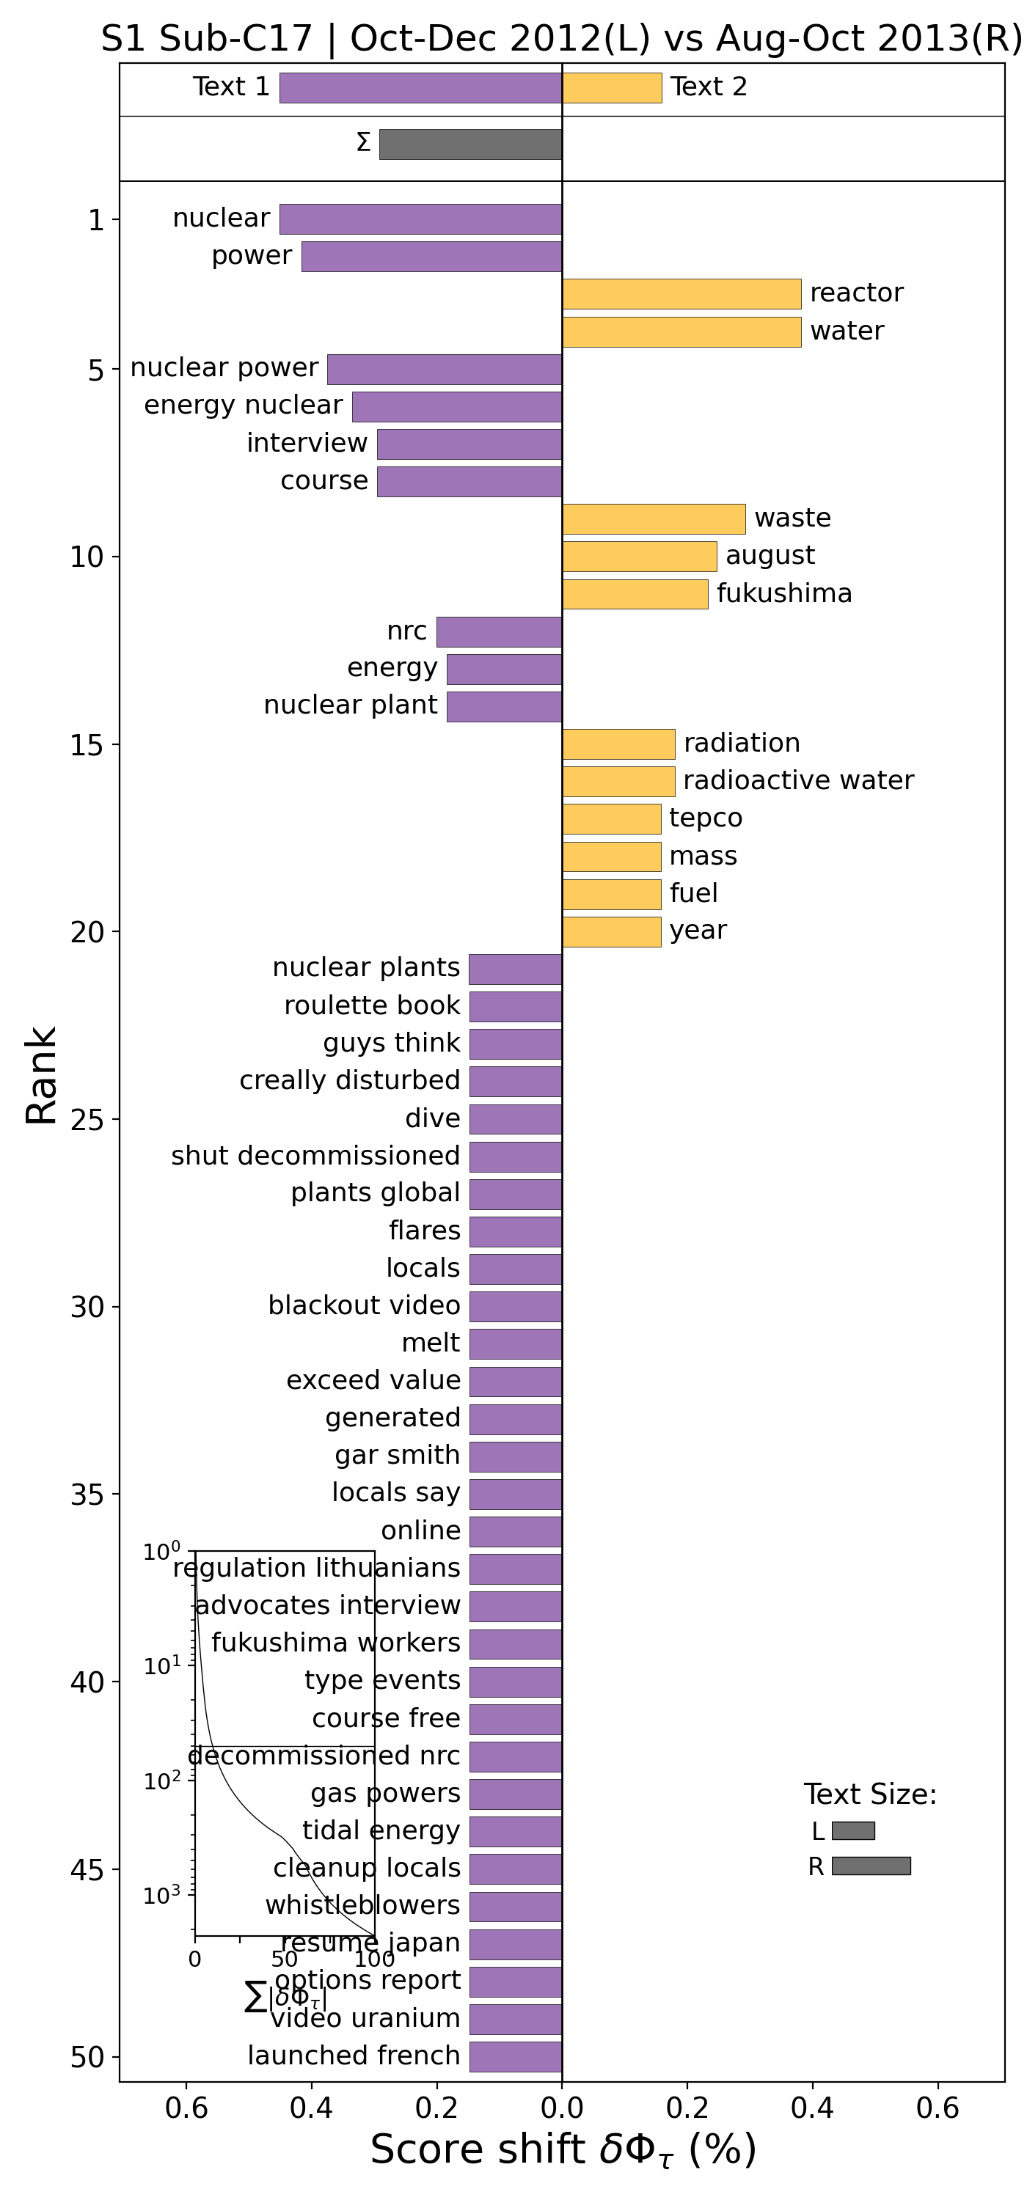 S1 Sub-C17 | Oct-Dec 2012(L) vs Aug-Oct 2013(R)
Text 1
Text 2
Σ
1
nuclear
power
reactor
water
5
nuclear power
energy nuclear
interview
course
waste
10
august
fukushima
nrc
energy
nuclear plant
15
radiation
radioactive water
tepco
mass
fuel
20
year
nuclear plants
roulette book
guys think
creally disturbed
25
dive
shut decommissioned
plants global
flares
locals
30
blackout video
melt
exceed value
generated
gar smith
35
locals say
online
regulation lithuanians
advocates interview
fukushima workers
40
type events
course free
decommissioned nrc
gas powers
tidal energy
45
cleanup locals
whistleblowers
resume japan
options report
video uranium
50
launched french
Rank
10⁰
10¹
10²
10³
0 50 100
∑|δΦ_τ|
Text Size:
L
R
0.6 0.4 0.2 0.0 0.2 0.4 0.6
Score shift δΦ_τ (%)